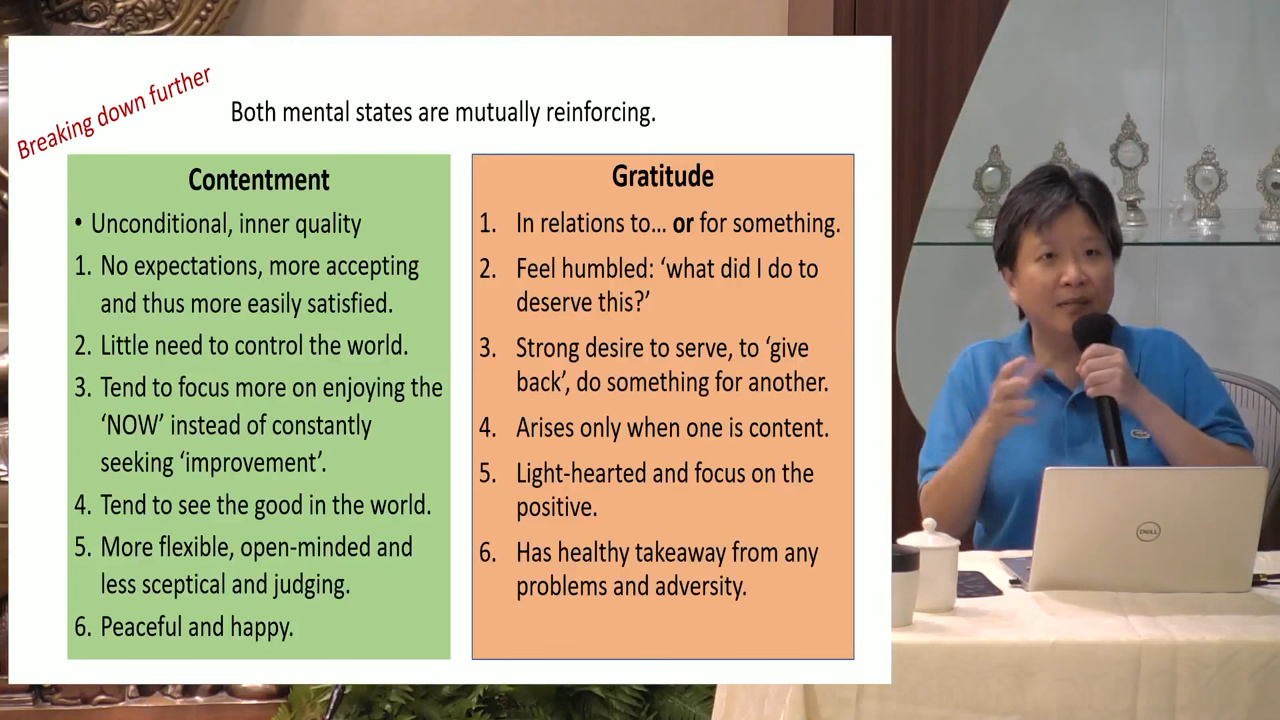 Breaking down further
Both mental states are mutually reinforcing.
Contentment
• Unconditional, inner quality
1. No expectations, more accepting
and thus more easily satisfied.
2. Little need to control the world.
3. Tend to focus more on enjoying the
‘NOW’ instead of constantly
seeking ‘improvement’.
4. Tend to see the good in the world.
5. More flexible, open-minded and
less sceptical and judging.
6. Peaceful and happy.
Gratitude
1. In relations to... or for something.
2. Feel humbled: ‘what did I do to
deserve this?’
3. Strong desire to serve, to ‘give
back’, do something for another.
4. Arises only when one is content.
5. Light-hearted and focus on the
positive.
6. Has healthy takeaway from any
problems and adversity.
DELL